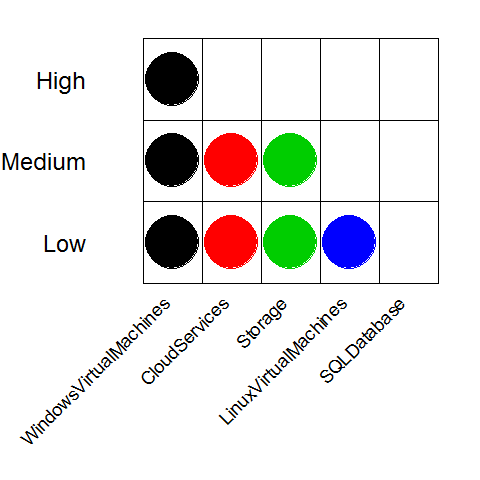 High
Medium
Low
WindowsVirtualMachines
CloudServices
Storage
LinuxVirtualMachines
SQLDatabase